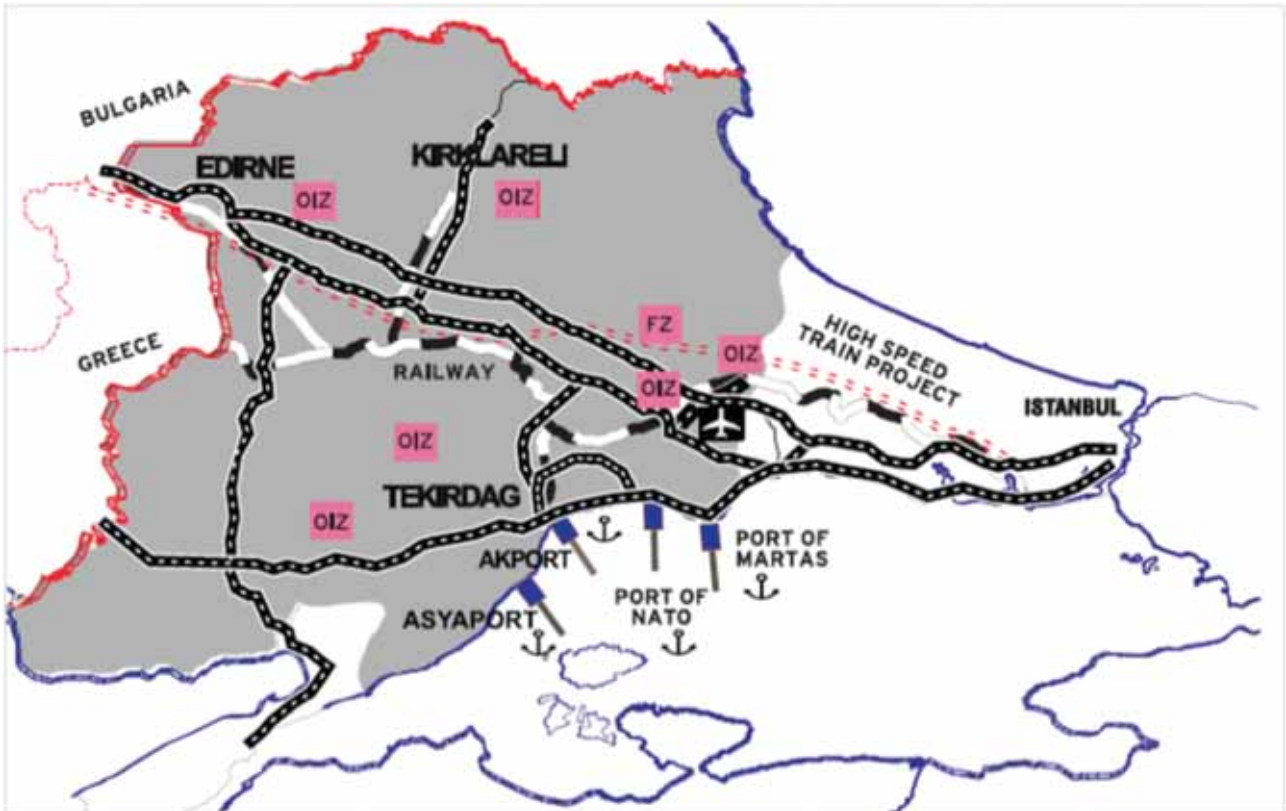 BULGARIA
EDIRNE
KIRKLARELI
OIZ
OIZ
GREECE
FZ
OIZ
HIGH SPEED
TRAIN PROJECT
RAILWAY
OIZ
ISTANBUL
OIZ
TEKIRDAG
OIZ
AKPORT
PORT OF
MARTAS
ASYAPORT
PORT OF
NATO